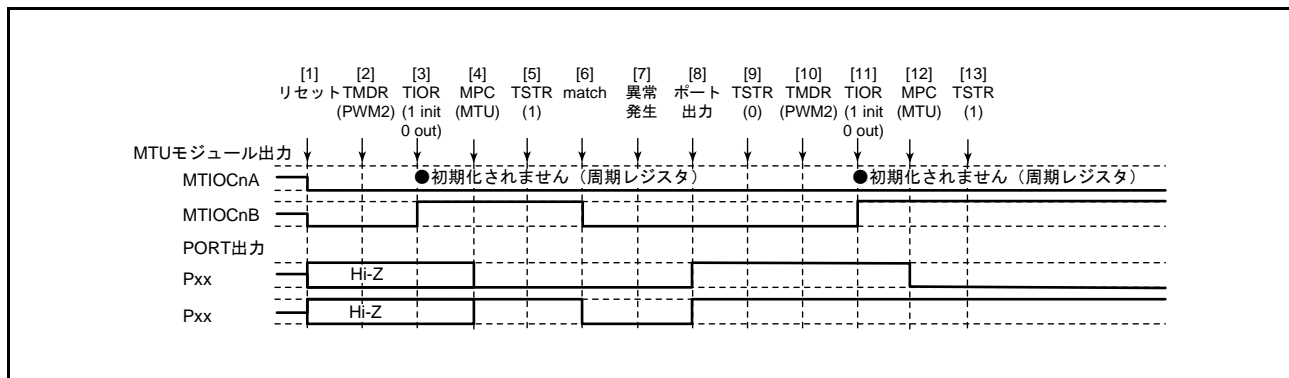 [1] [2] [3] [4] [5] [6] [7] [8] [9] [10] [11] [12] [13]
リセット TMDR TIOR MPC TSTR match 異常 ポート TSTR TMDR TIOR MPC TSTR
(PWM2) (1 init (MTU) (1) 発生 出力 (0) (PWM2) (1 init (MTU) (1)
0 out) 0 out)
MTUモジュール出力
MTIOCnA ●初期化されません（周期レジスタ） ●初期化されません（周期レジスタ）
MTIOCnB
PORT出力
Pxx Hi-Z
Pxx Hi-Z